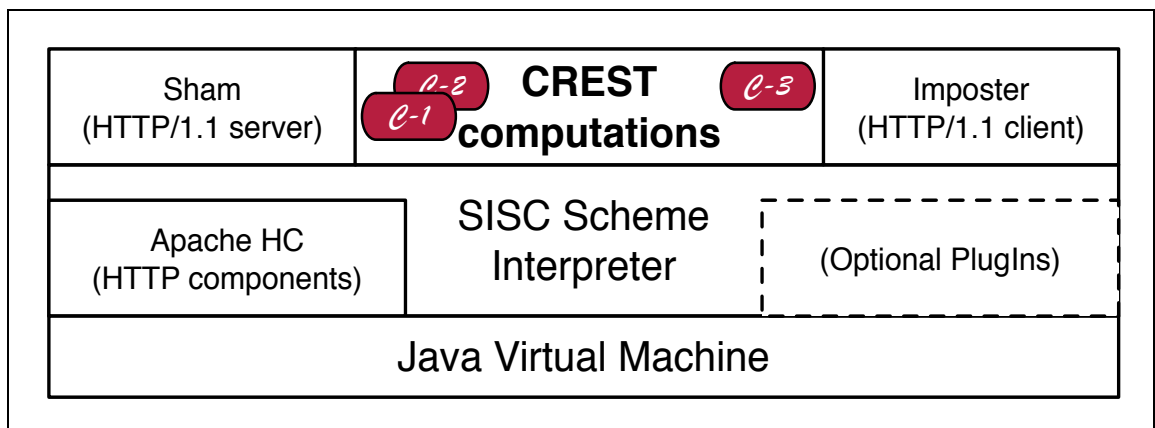 Sham
(HTTP/1.1 server)
C-2
C-1
CREST
computations
C-3
Imposter
(HTTP/1.1 client)
Apache HC
(HTTP components)
SISC Scheme
Interpreter
(Optional PlugIns)
Java Virtual Machine